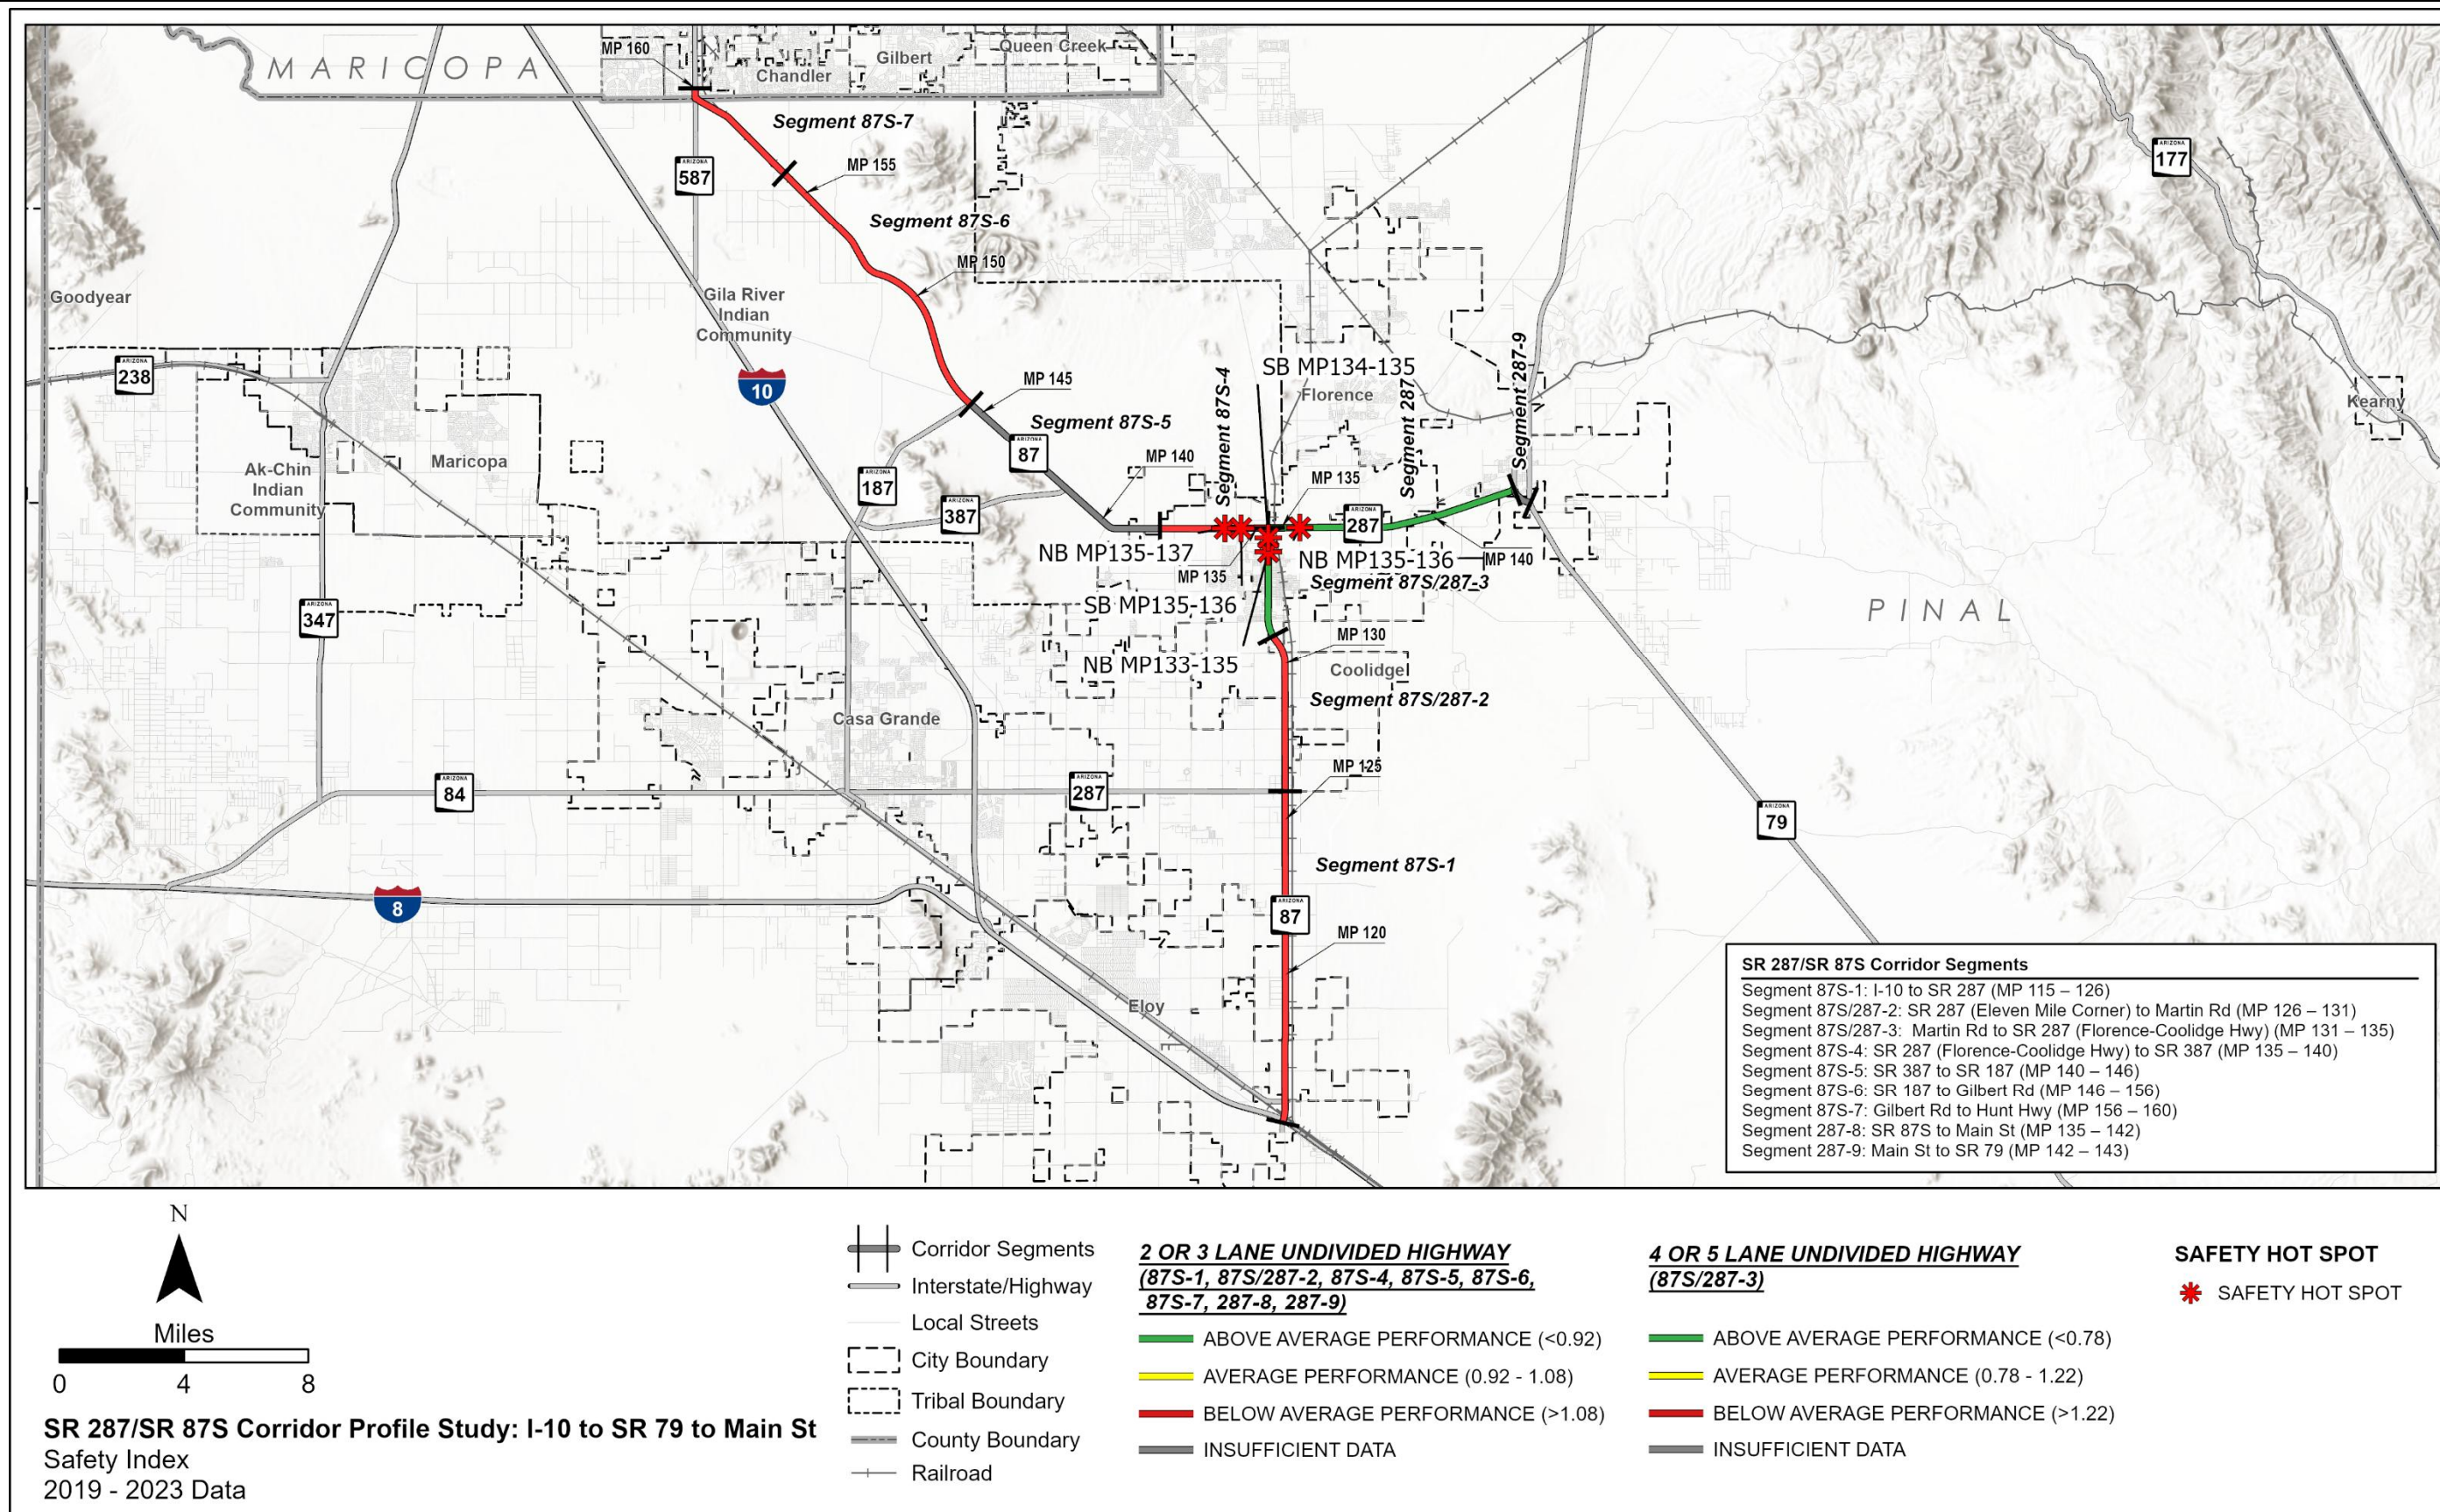 MARICOPA
MP 160
Chandler
Gilbert
Queen Creek
Segment 87S-7
MP 155
ARIZONA
587
Segment 87S-6
MP 150
ARIZONA
177
Goodyear
Gila River
Indian
Community
ARIZONA
238
10
MP 145
Segment 87S-5
ARIZONA
87
Segment 87S-4
SB MP134-135
Florence
Segment 287
Segment 287-9
Kearny
Ak-Chin
Indian
Community
Maricopa
ARIZONA
187
ARIZONA
387
MP 140
MP 135
ARIZONA
287
NB MP135-137
MP 135
NB MP135-136
MP 140
Segment 87S/287-3
SB MP135-136
ARIZONA
347
PINAL
MP 130
NB MP133-135
Coolidge
Segment 87S/287-2
Casa Grande
MP 125
ARIZONA
84
ARIZONA
287
ARIZONA
79
Segment 87S-1
8
ARIZONA
87
MP 120
Eloy
SR 287/SR 87S Corridor Segments
Segment 87S-1: I-10 to SR 287 (MP 115 – 126)
Segment 87S/287-2: SR 287 (Eleven Mile Corner) to Martin Rd (MP 126 – 131)
Segment 87S/287-3:  Martin Rd to SR 287 (Florence-Coolidge Hwy) (MP 131 – 135)
Segment 87S-4: SR 287 (Florence-Coolidge Hwy) to SR 387 (MP 135 – 140)
Segment 87S-5: SR 387 to SR 187 (MP 140 – 146)
Segment 87S-6: SR 187 to Gilbert Rd (MP 146 – 156)
Segment 87S-7: Gilbert Rd to Hunt Hwy (MP 156 – 160)
Segment 287-8: SR 87S to Main St (MP 135 – 142)
Segment 287-9: Main St to SR 79 (MP 142 – 143)
N
Miles
0 4 8
SR 287/SR 87S Corridor Profile Study: I-10 to SR 79 to Main St
Safety Index
2019 - 2023 Data
Corridor Segments
Interstate/Highway
Local Streets
City Boundary
Tribal Boundary
County Boundary
Railroad
2 OR 3 LANE UNDIVIDED HIGHWAY
(87S-1, 87S/287-2, 87S-4, 87S-5, 87S-6,
87S-7, 287-8, 287-9)
ABOVE AVERAGE PERFORMANCE (<0.92)
AVERAGE PERFORMANCE (0.92 - 1.08)
BELOW AVERAGE PERFORMANCE (>1.08)
INSUFFICIENT DATA
4 OR 5 LANE UNDIVIDED HIGHWAY
(87S/287-3)
ABOVE AVERAGE PERFORMANCE (<0.78)
AVERAGE PERFORMANCE (0.78 - 1.22)
BELOW AVERAGE PERFORMANCE (>1.22)
INSUFFICIENT DATA
SAFETY HOT SPOT
SAFETY HOT SPOT